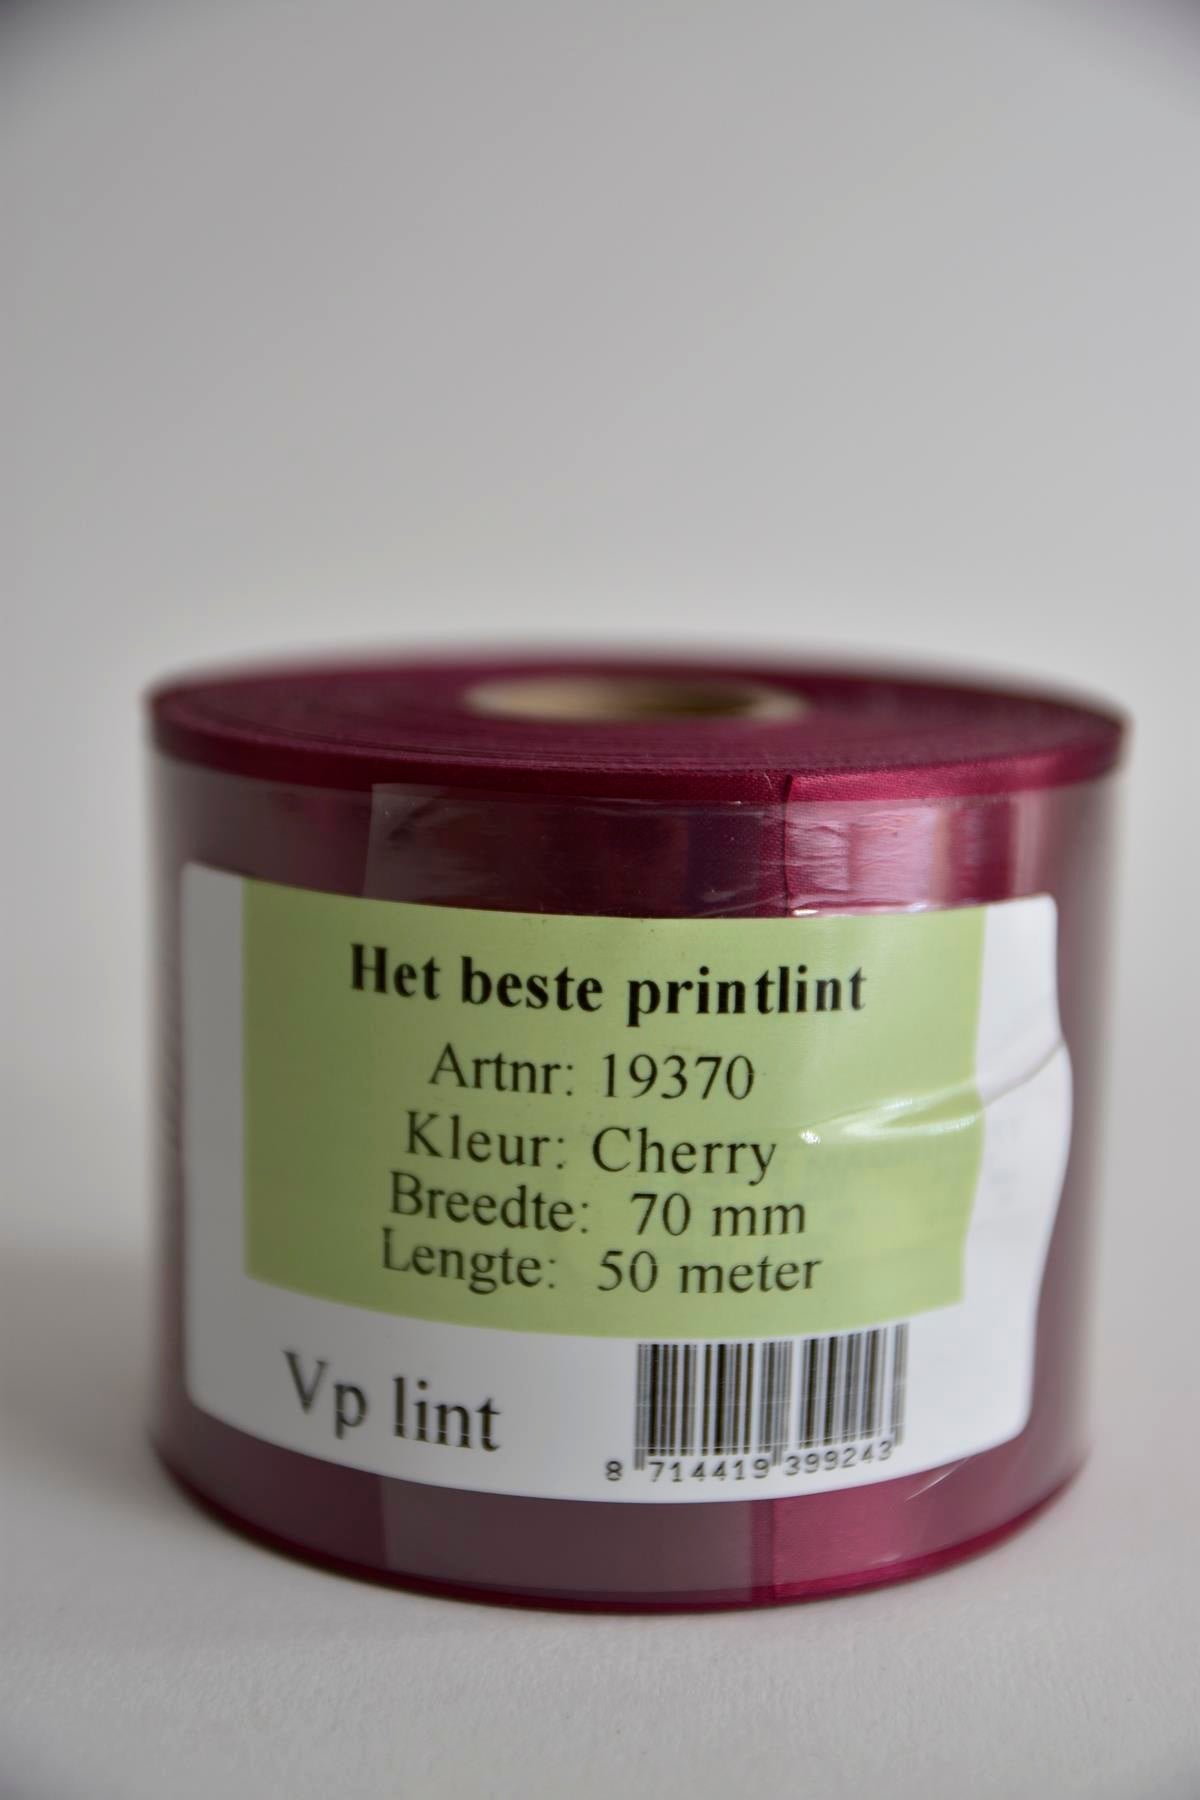 Het beste printlint
Artnr: 19370
Kleur: Cherry
Breedte: 70 mm
Lengte: 50 meter
Vp lint
8 714419 399243